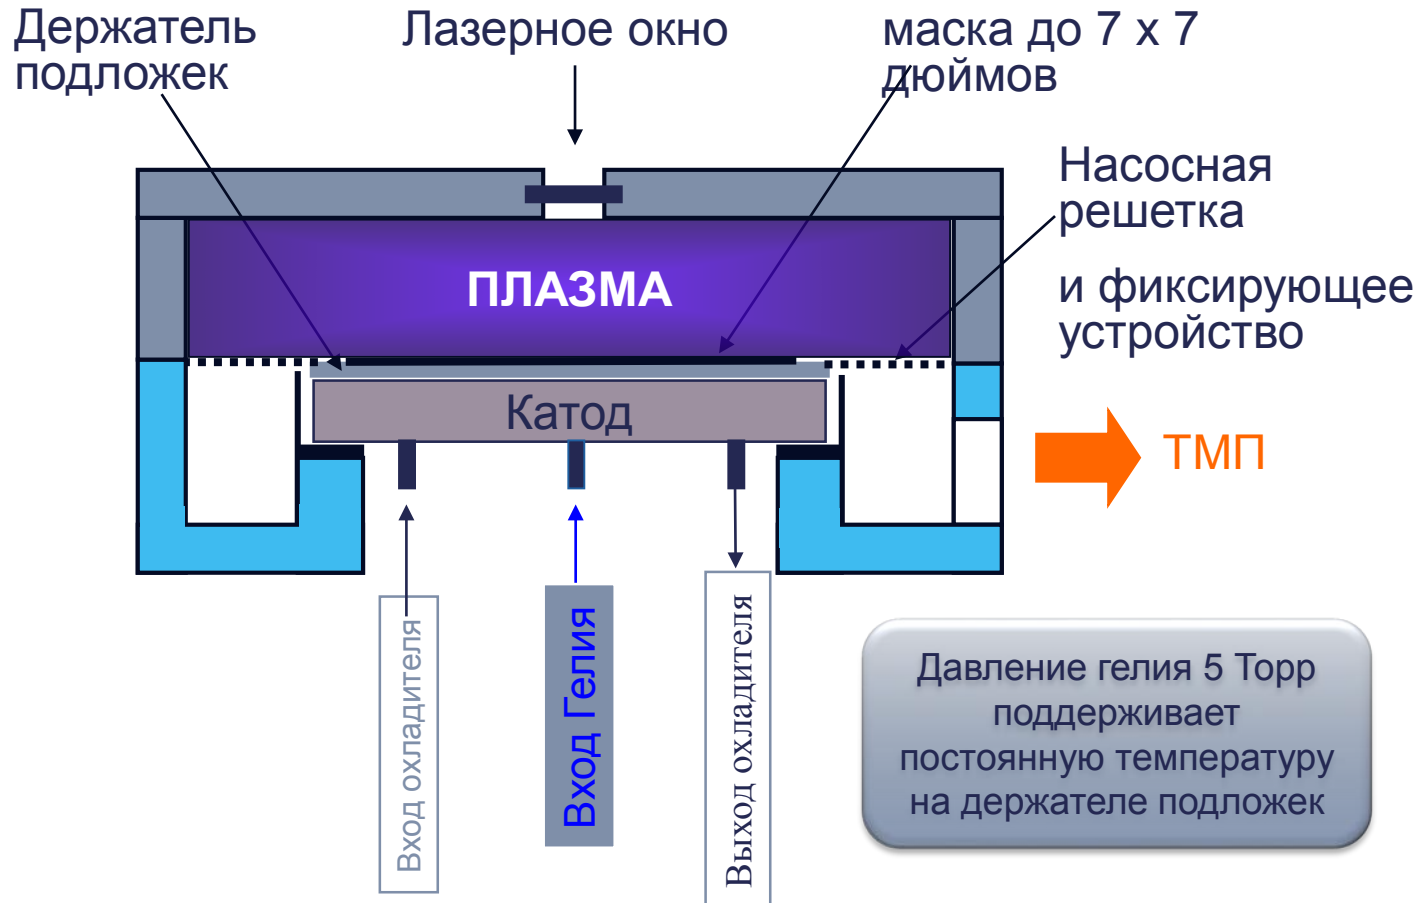 Держатель
подложек
Лазерное окно
маска до 7 x 7
дюймов
Насосная
решетка
и фиксирующее
устройство
ПЛАЗМА
Катод
ТМП
Вход охладителя
Вход Гелия
Выход охладителя
Давление гелия 5 Торр
поддерживает
постоянную температуру
на держателе подложек